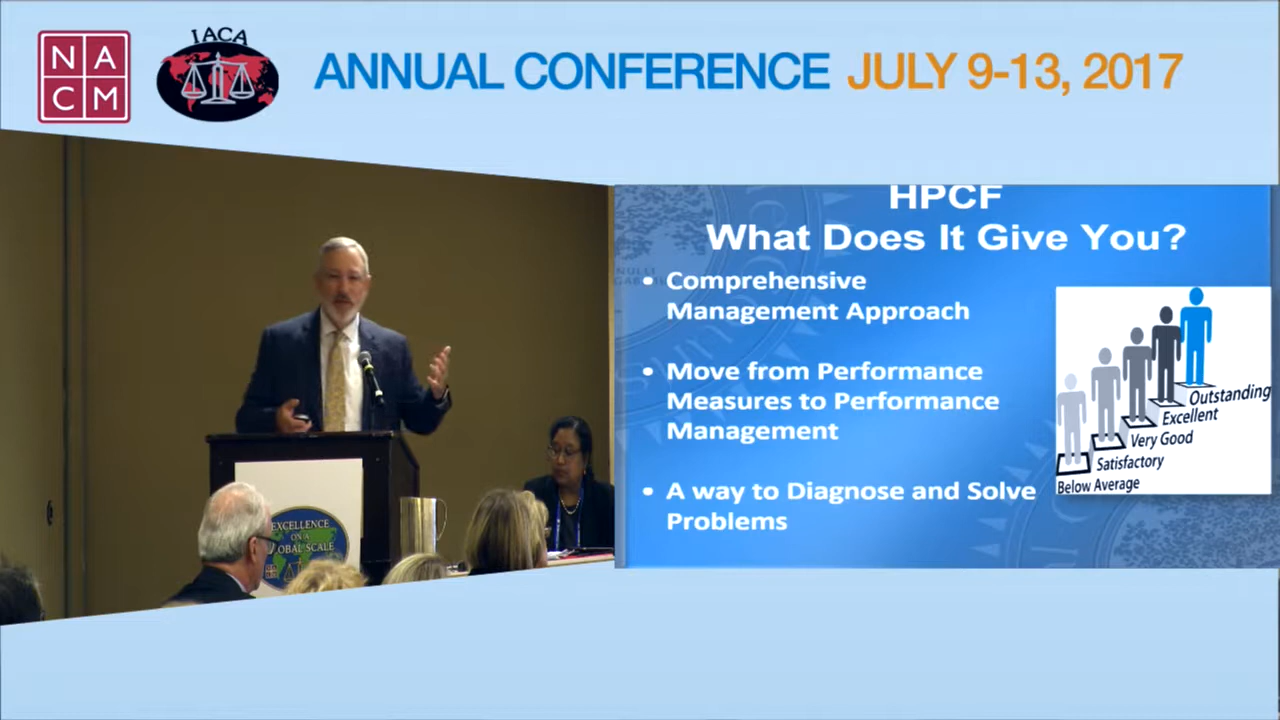 NA
CM
IACA
ANNUAL CONFERENCE JULY 9-13, 2017
EXCELLENCE
ON A
OBAL SCALE
HPCF
What Does It Give You?
• Comprehensive
Management Approach
• Move from Performance
Measures to Performance
Management
• A way to Diagnose and Solve
Problems
Outstanding
Excellent
Very Good
Satisfactory
Below Average